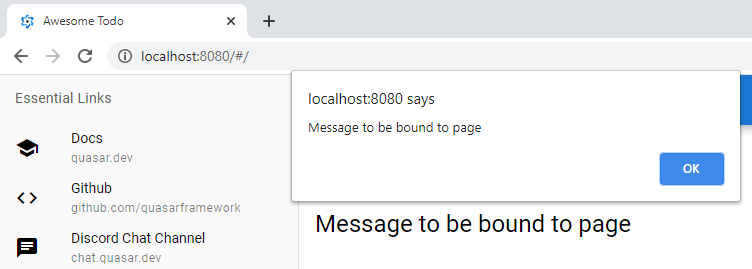 Awesome Todo
localhost:8080/#/
Essential Links
localhost:8080 says
Message to be bound to page
OK
Docs
quasar.dev
Github
github.com/quasarframework
Discord Chat Channel
chat.quasar.dev
Message to be bound to page